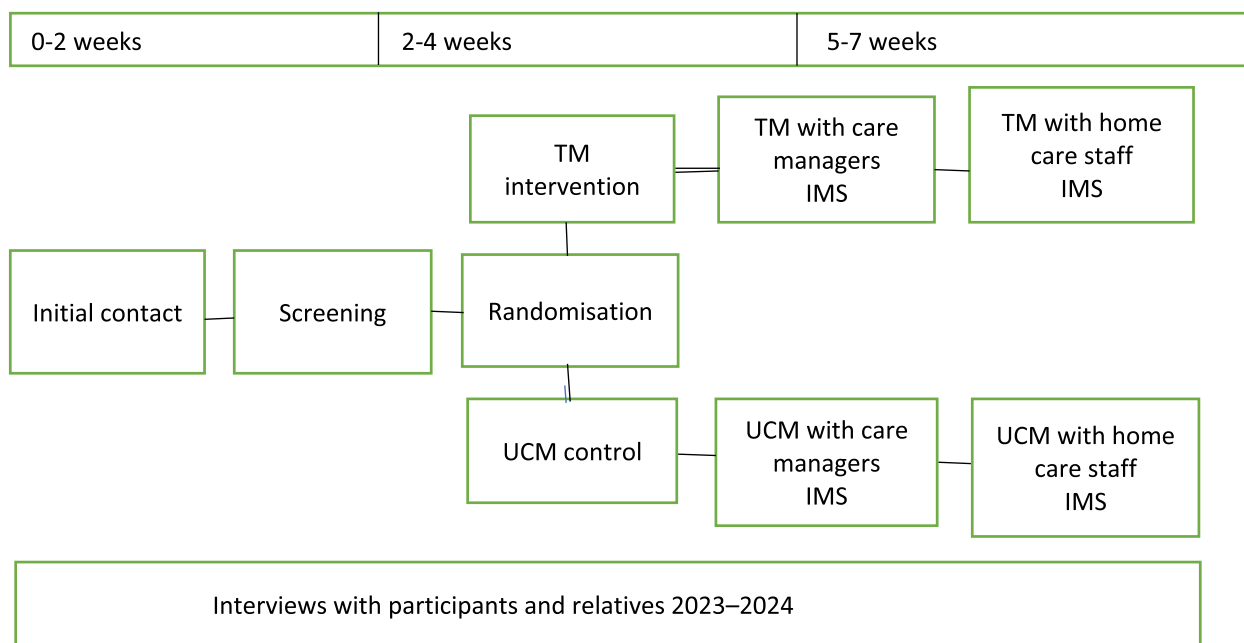 0-2 weeks
2-4 weeks
5-7 weeks
TM
intervention
TM with care
managers
IMS
TM with home
care staff
IMS
Initial contact
Screening
Randomisation
UCM control
UCM with care
managers
IMS
UCM with home
care staff
IMS
Interviews with participants and relatives 2023–2024